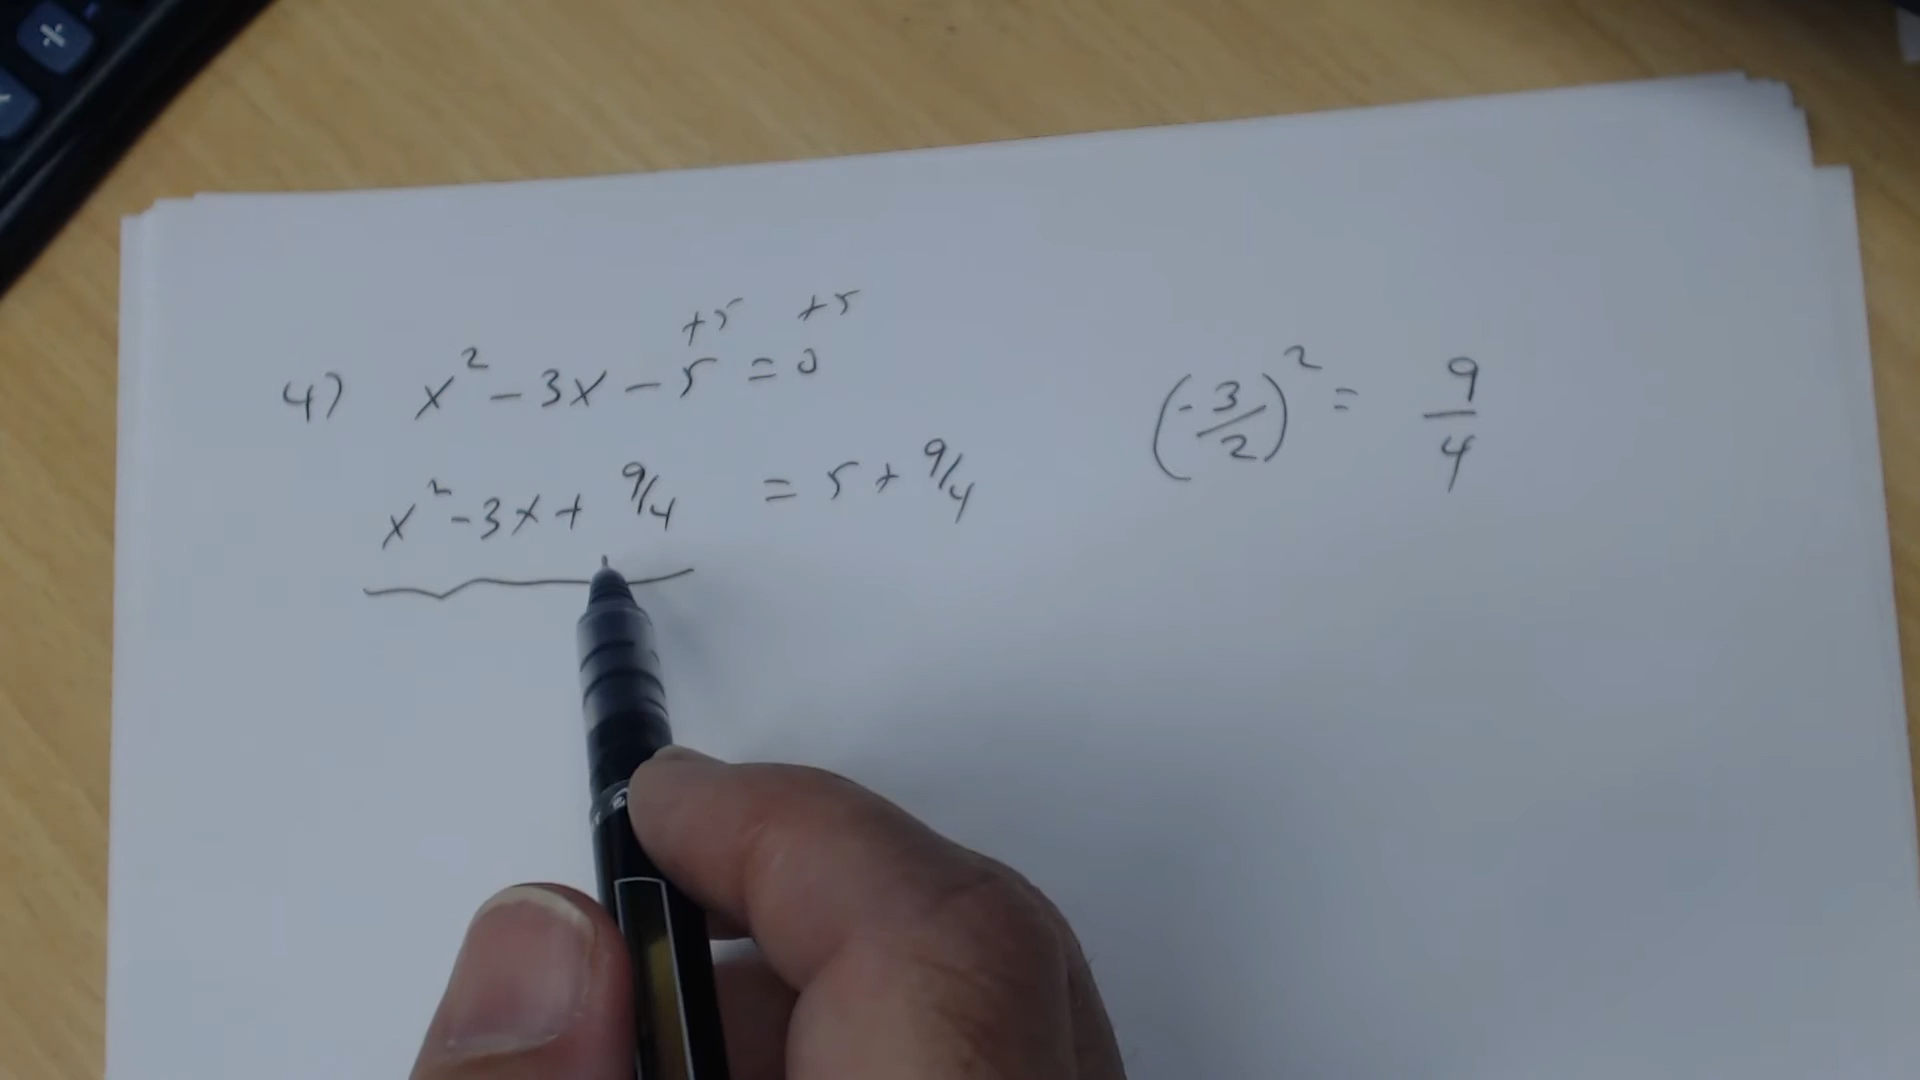 +5 +5
4) x² - 3x - 5 = 0
x² - 3x + 9/4 = 5 + 9/4
(-3/2)² = 9/4